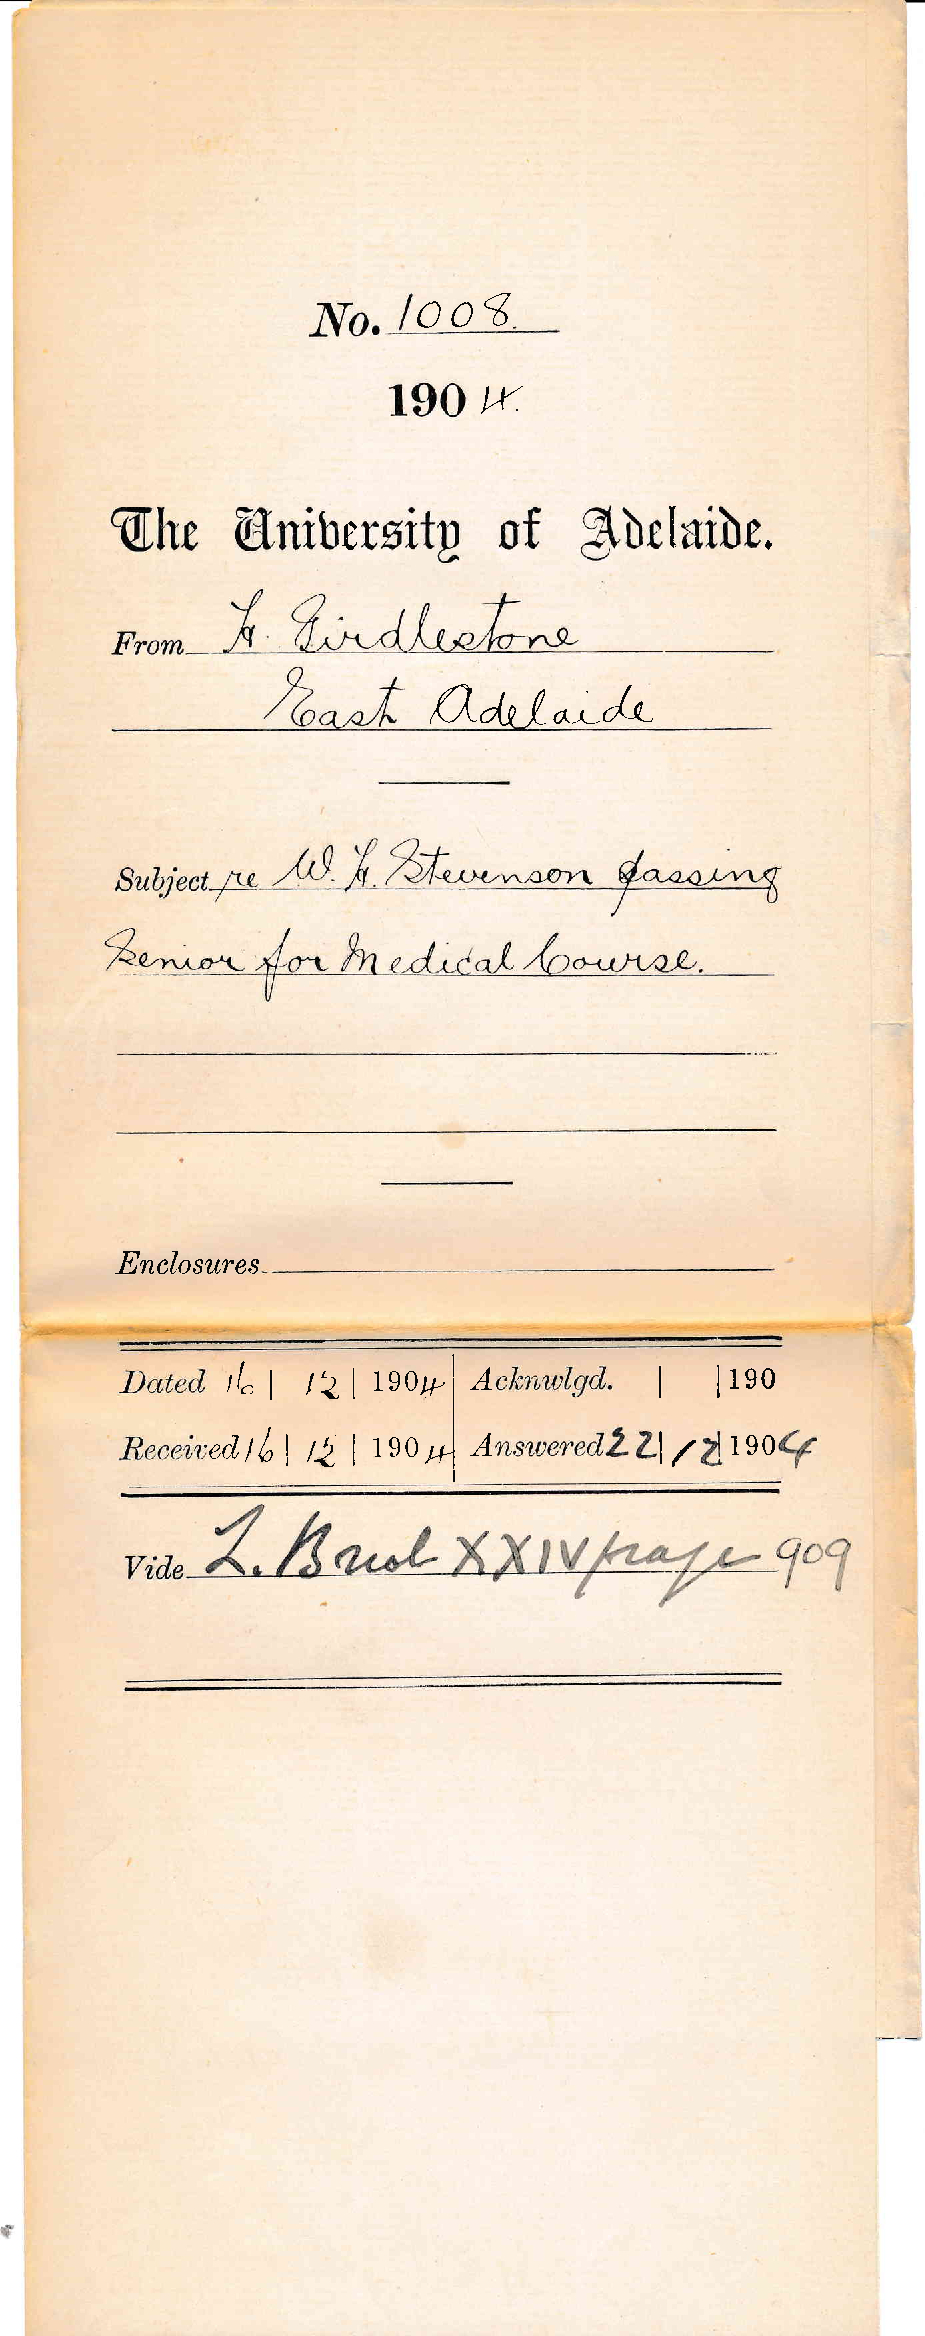 No. 1008.
1904.
The University of Adelaide.
From H. Girdlestone
East Adelaide
Subject re W. H. Stevenson passing
Senior for Medical Course.
Enclosures
Dated 16 | 12 | 1904 Acknwlgd. | | 190
Received 16 | 12 | 1904 Answered 22 | 12 | 1904
Vide L. XXIV page 909